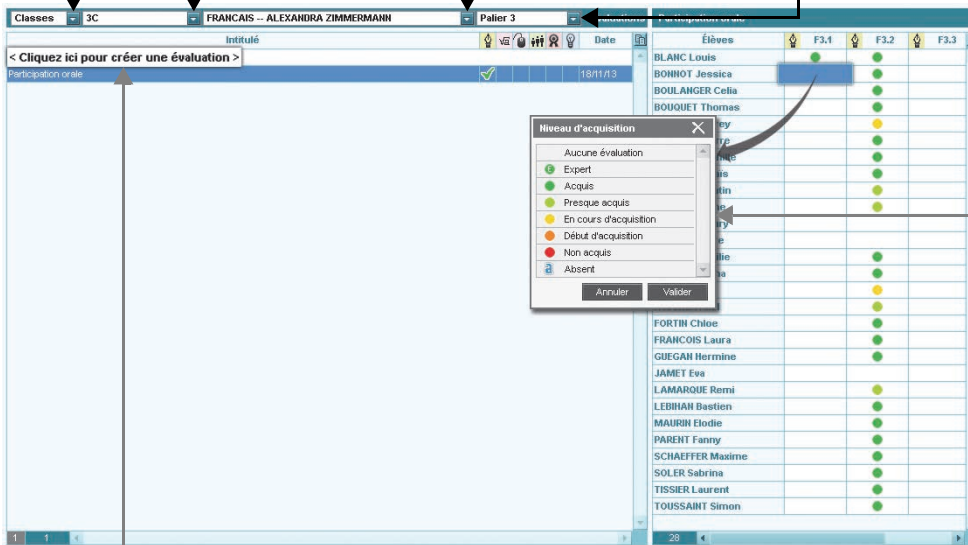 Classes 3C FRANCAIS -- ALEXANDRA ZIMMERMANN Palier 3
Participation orale
Intitulé Date
< Cliquez ici pour créer une évaluation >
Participation orale 18/11/13
1 1
Élèves F3.1 F3.2 F3.3
BLANC Louis
BONNOT Jessica
BOULANGER Celia
BOUQUET Thomas
Niveau d'acquisition
Aucune évaluation
E Expert
Acquis
Presque acquis
En cours d'acquisition
Début d'acquisition
Non acquis
a Absent
Annuler Valider
FORTIN Chloe
FRANCOIS Laura
GUEGAN Hermine
JAMET Eva
LAMARQUE Remi
LEBIHAN Bastien
MAURIN Elodie
PARENT Fanny
SCHAEFFER Maxime
SOLER Sabrina
TISSIER Laurent
TOUSSAINT Simon
28